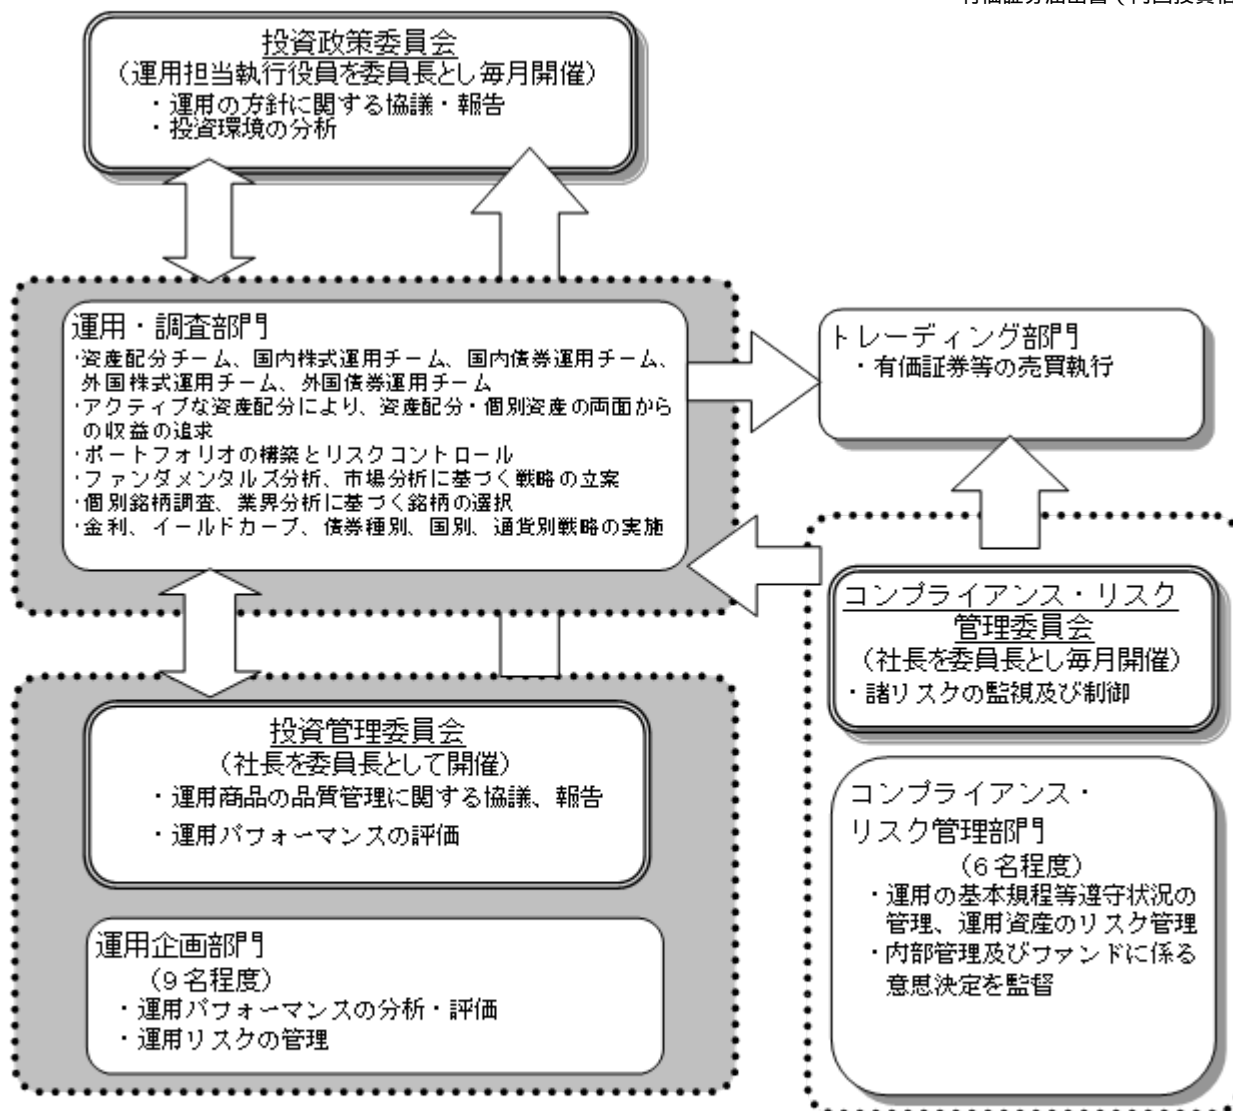 投資政策委員会
（運用担当執行役員を委員長とし毎月開催）
・運用の方針に関する協議・報告
・投資環境の分析
運用・調査部門
・資産配分チーム、国内株式運用チーム、国内債券運用チーム、
外国株式運用チーム、外国債券運用チーム
・アクティブな資産配分により、資産配分・個別資産の両面から
の収益の追求
・ポートフォリオの構築とリスクコントロール
・ファンダメンタルズ分析、市場分析に基づく戦略の立案
・個別銘柄調査、業界分析に基づく銘柄の選択
・金利、イールドカーブ、債券種別、国別、通貨別戦略の実施
トレーディング部門
・有価証券等の売買執行
コンプライアンス・リスク
管理委員会
（社長を委員長とし毎月開催）
・諸リスクの監視及び制御
投資管理委員会
（社長を委員長として開催）
・運用商品の品質管理に関する協議、報告
・運用パフォーマンスの評価
コンプライアンス・
リスク管理部門
（6名程度）
・運用の基本規程等遵守状況の
管理、運用資産のリスク管理
・内部管理及びファンドに係る
意思決定を監督
運用企画部門
（9名程度）
・運用パフォーマンスの分析・評価
・運用リスクの管理